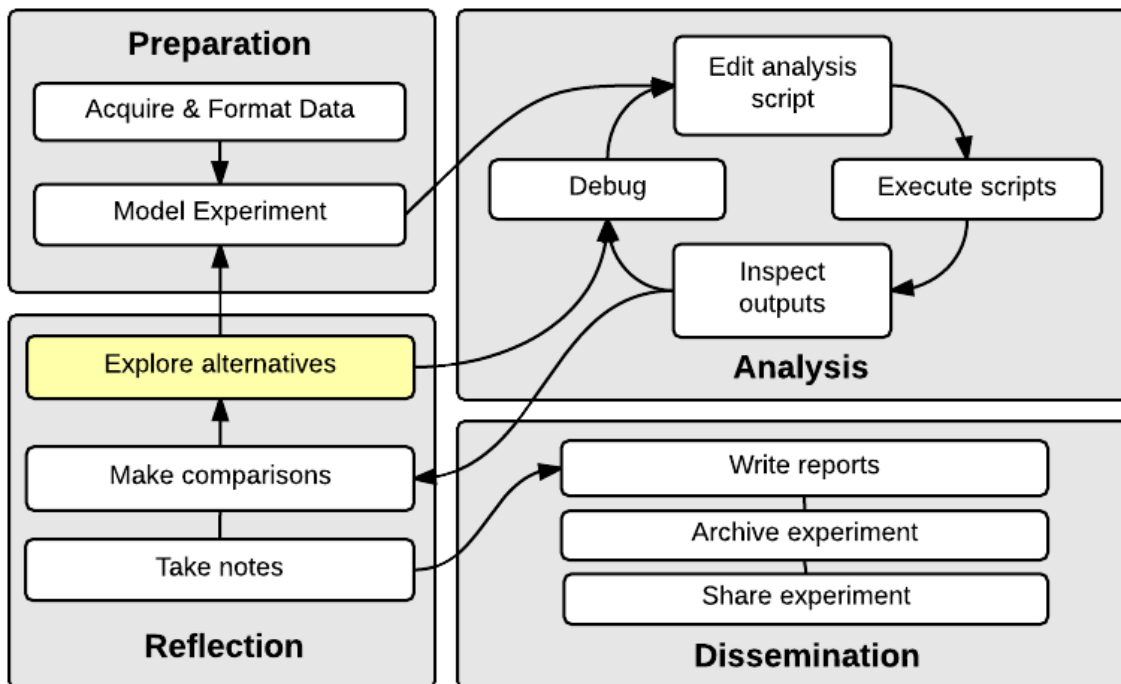 Preparation
Acquire & Format Data
Model Experiment
Edit analysis
script
Debug
Execute scripts
Inspect
outputs
Analysis
Explore alternatives
Make comparisons
Take notes
Reflection
Write reports
Archive experiment
Share experiment
Dissemination